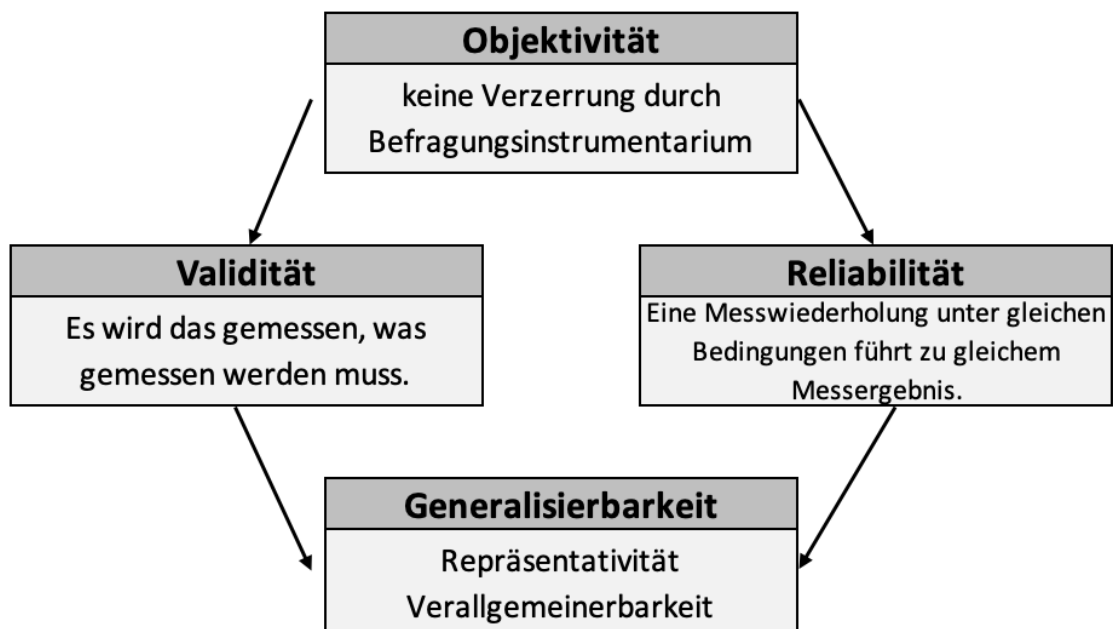 Objektivität
keine Verzerrung durch
Befragungsinstrumentarium
Validität
Es wird das gemessen, was
gemessen werden muss.
Reliabilität
Eine Messwiederholung unter gleichen
Bedingungen führt zu gleichem
Messergebnis.
Generalisierbarkeit
Repräsentativität
Verallgemeinerbarkeit